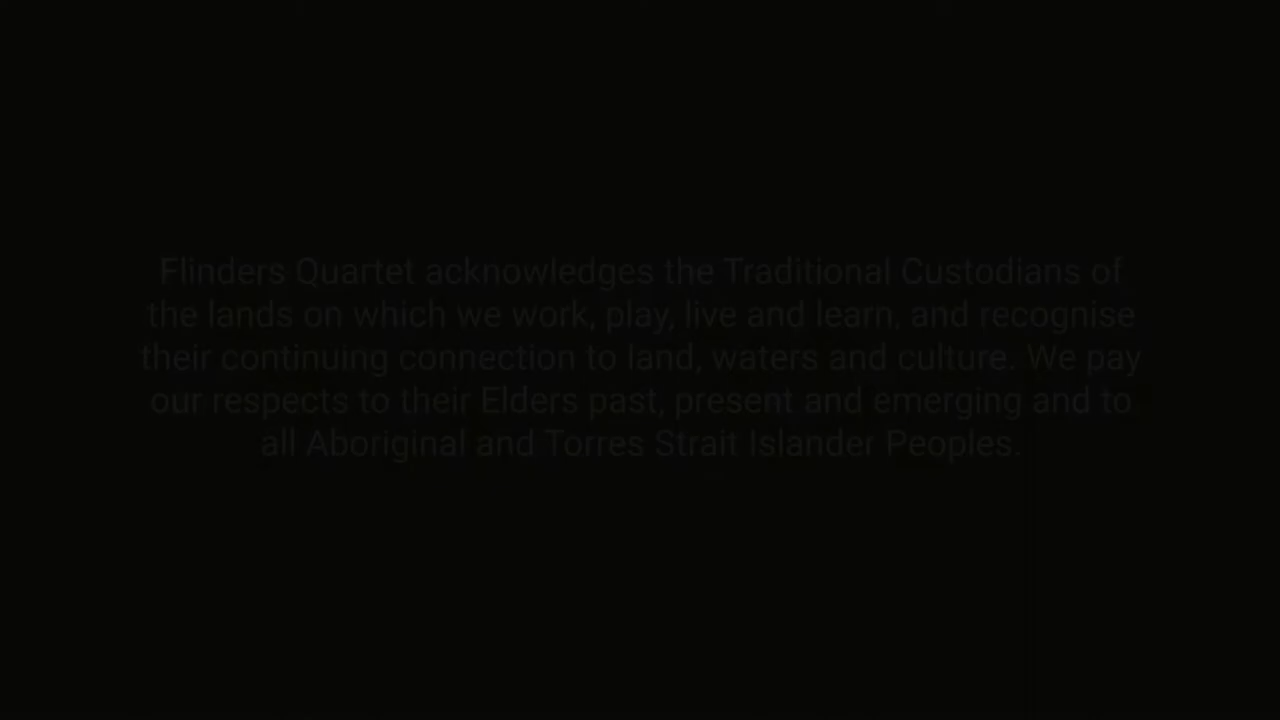 Flinders Quartet acknowledges the Traditional Custodians of
the lands on which we work, play, live and learn, and recognise
their continuing connection to land, waters and culture. We pay
our respects to their Elders past, present and emerging and to
all Aboriginal and Torres Strait Islander Peoples.